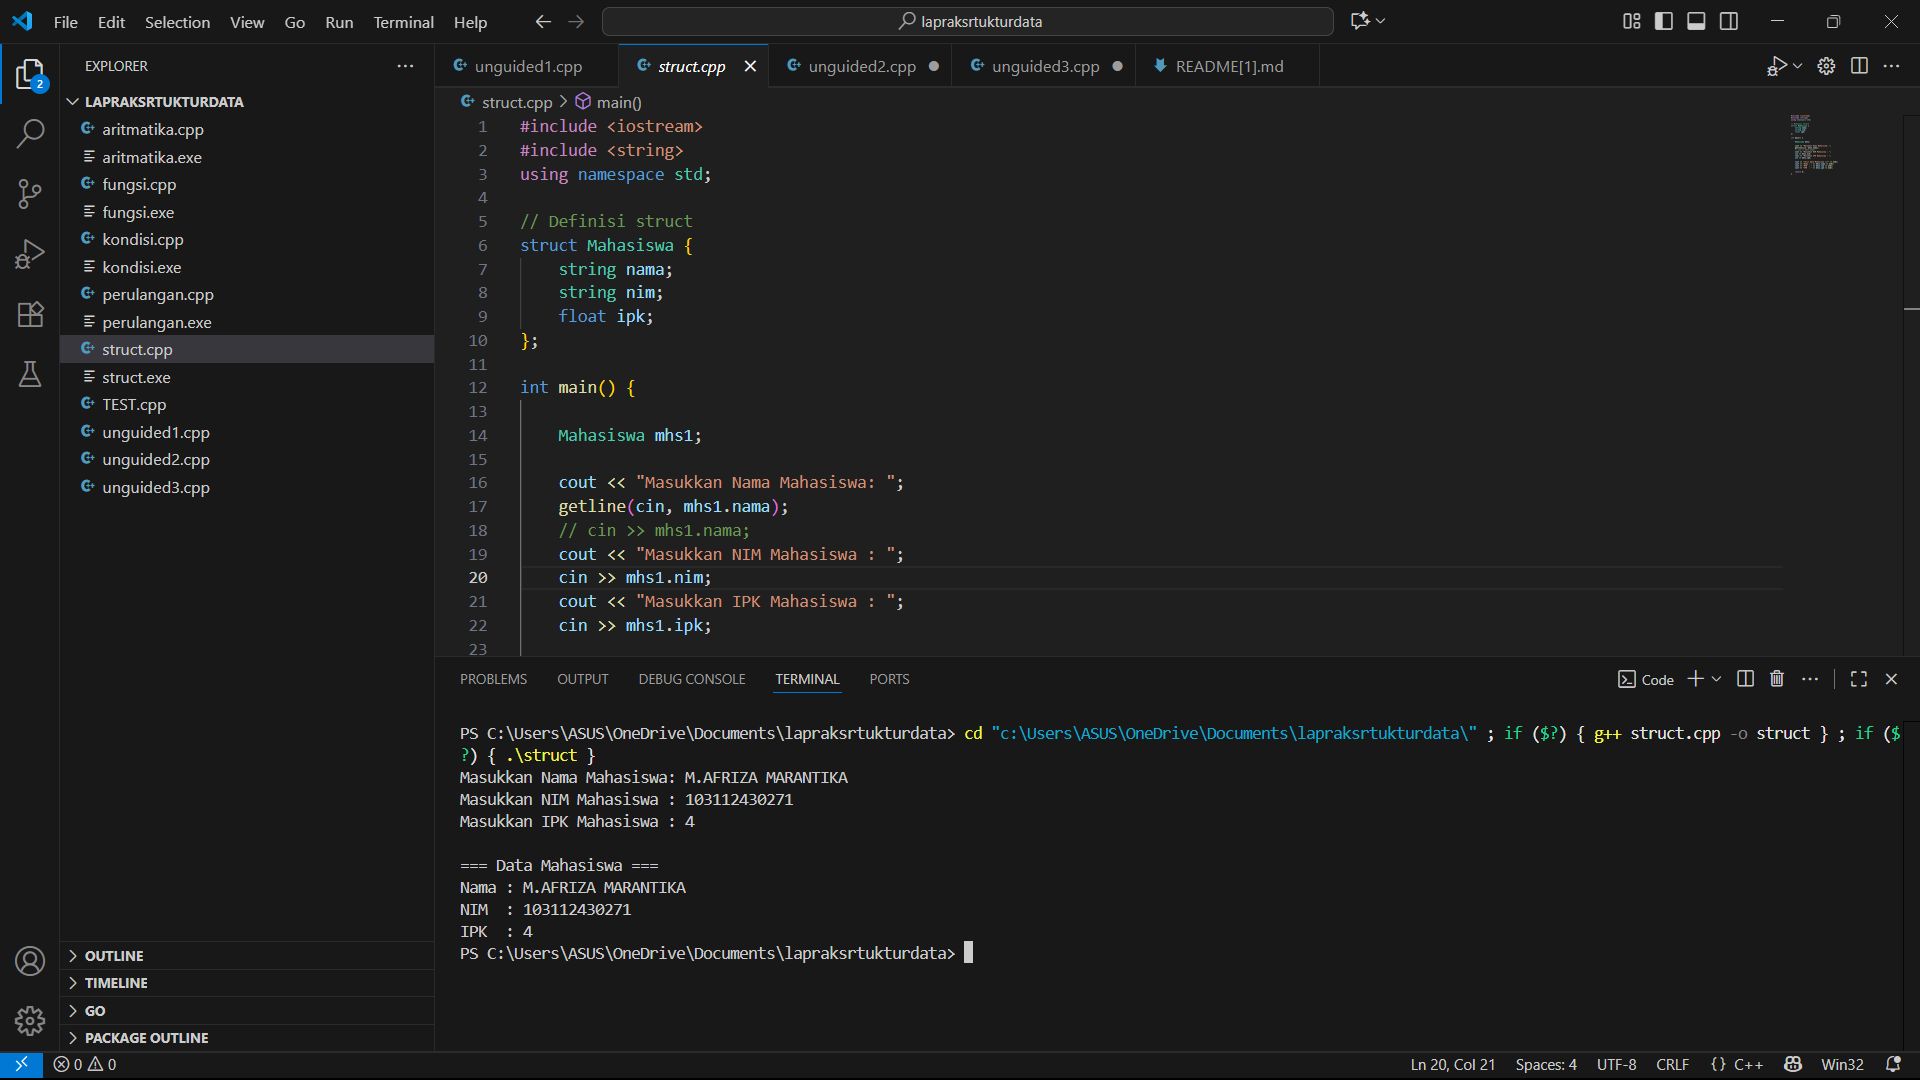 File Edit Selection View Go Run Terminal Help
lapraksrtukturdata
EXPLORER
2
LAPRAKSRTUKTURDATA
aritmatika.cpp
aritmatika.exe
fungsi.cpp
fungsi.exe
kondisi.cpp
kondisi.exe
perulangan.cpp
perulangan.exe
struct.cpp
struct.exe
TEST.cpp
unguided1.cpp
unguided2.cpp
unguided3.cpp
OUTLINE
TIMELINE
GO
PACKAGE OUTLINE
unguided1.cpp struct.cpp unguided2.cpp unguided3.cpp README[1].md
struct.cpp > main()
1 #include <iostream>
2 #include <string>
3 using namespace std;
4
5 // Definisi struct
6 struct Mahasiswa {
7 string nama;
8 string nim;
9 float ipk;
10 };
11
12 int main() {
13
14 Mahasiswa mhs1;
15
16 cout << "Masukkan Nama Mahasiswa: ";
17 getline(cin, mhs1.nama);
18 // cin >> mhs1.nama;
19 cout << "Masukkan NIM Mahasiswa : ";
20 cin >> mhs1.nim;
21 cout << "Masukkan IPK Mahasiswa : ";
22 cin >> mhs1.ipk;
23
PROBLEMS OUTPUT DEBUG CONSOLE TERMINAL PORTS
Code
PS C:\Users\ASUS\OneDrive\Documents\lapraksrtukturdata> cd "c:\Users\ASUS\OneDrive\Documents\lapraksrtukturdata\" ; if ($?) { g++ struct.cpp -o struct } ; if ($
?) { .\struct }
Masukkan Nama Mahasiswa: M.AFRIZA MARANTIKA
Masukkan NIM Mahasiswa : 103112430271
Masukkan IPK Mahasiswa : 4
=== Data Mahasiswa ===
Nama : M.AFRIZA MARANTIKA
NIM  : 103112430271
IPK  : 4
PS C:\Users\ASUS\OneDrive\Documents\lapraksrtukturdata>
0 0
Ln 20, Col 21 Spaces: 4 UTF-8 CRLF {} C++ Win32